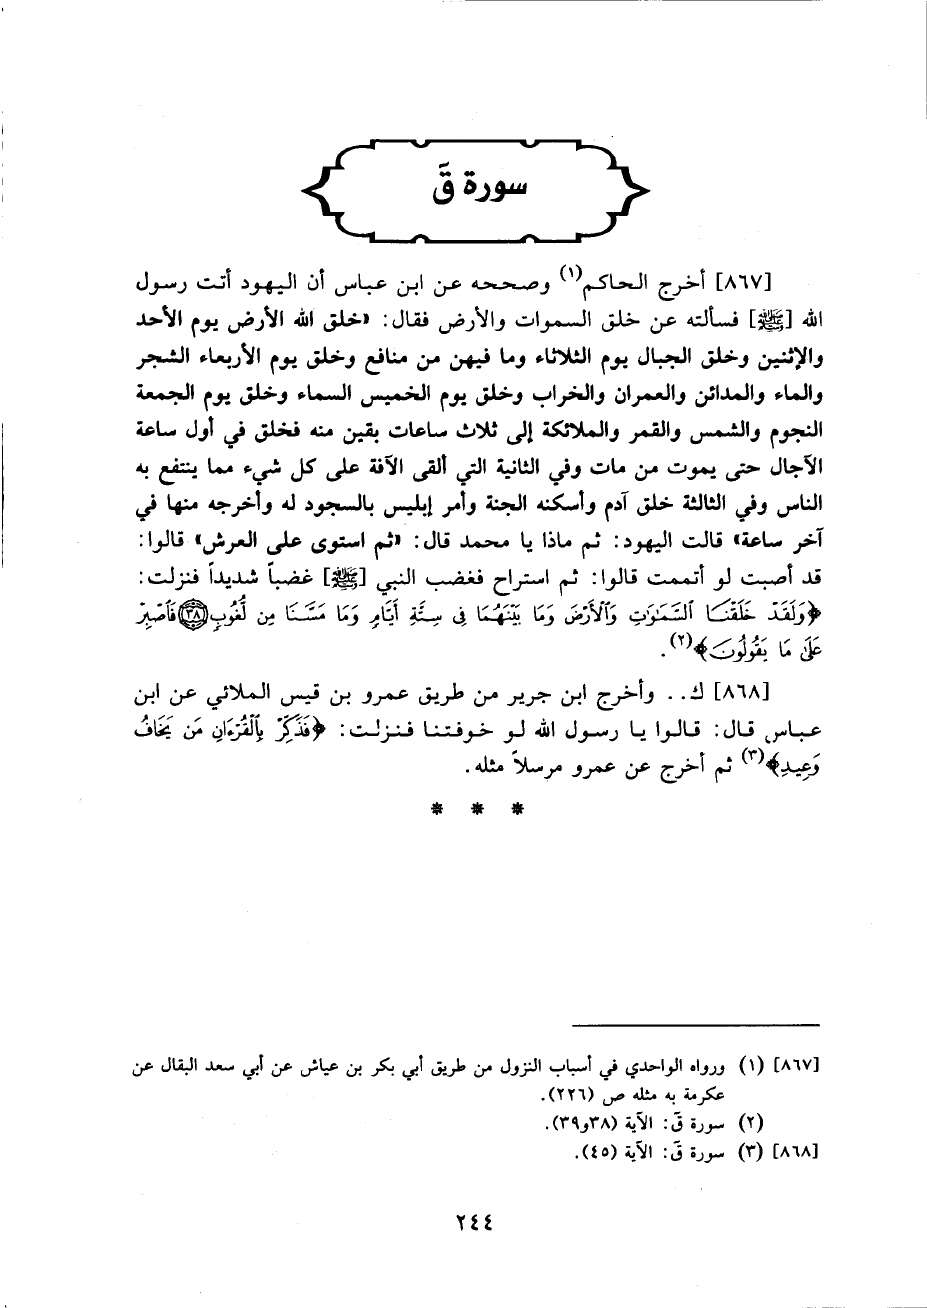 سورة قَ
[٨٦٧] أخرج الحاكم(١) وصححه عن ابن عباس أن اليهود أتت رسول
الله [ﷺ] فسألته عن خلق السموات والأرض فقال: «خلق الله الأرض يوم الأحد
والإثنين وخلق الجبال يوم الثلاثاء وما فيهن من منافع وخلق يوم الأربعاء الشجر
والماء والمدائن والعمران والخراب وخلق يوم الخميس السماء وخلق يوم الجمعة
النجوم والشمس والقمر والملائكة إلى ثلاث ساعات بقين منه فخلق في أول ساعة
الآجال حتى يموت من مات وفي الثانية التي ألقى الآفة على كل شيء مما ينتفع به
الناس وفي الثالثة خلق آدم وأسكنه الجنة وأمر إبليس بالسجود له وأخرجه منها في
آخر ساعة» قالت اليهود: ثم ماذا يا محمد قال: «ثم استوى على العرش» قالوا:
قد أصبت لو أتممت قالوا: ثم استراح فغضب النبي [ﷺ] غضباً شديداً فنزلت:
﴿وَلَقَدْ خَلَقْنَا ٱلسَّمَٰوَٰتِ وَٱلْأَرْضَ وَمَا بَيْنَهُمَا فِى سِتَّةِ أَيَّامٍ وَمَا مَسَّنَا مِن لُّغُوبٍ ٣٨ فَٱصْبِرْ
عَلَىٰ مَا يَقُولُونَ﴾(٢).
[٨٦٨] ك.. وأخرج ابن جرير من طريق عمرو بن قيس الملائي عن ابن
عباس قال: قالوا يا رسول الله لو خوفتنا فنزلت: ﴿فَذَكِّرْ بِٱلْقُرْءَانِ مَن يَخَافُ
وَعِيدِ﴾(٣) ثم أخرج عن عمرو مرسلاً مثله.
* * *
[٨٦٧] (١) ورواه الواحدي في أسباب النزول من طريق أبي بكر بن عياش عن أبي سعد البقال عن
عكرمة به مثله ص (٢٢٦).
(٢) سورة قَ: الآية (٣٨و٣٩).
[٨٦٨] (٣) سورة قَ: الآية (٤٥).
٢٤٤